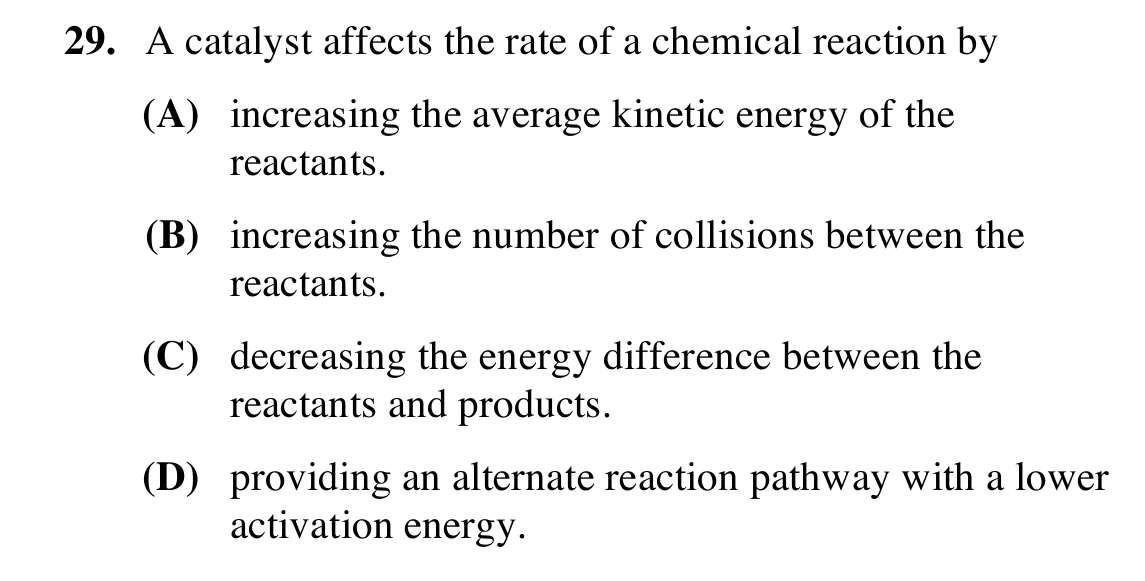 29. A catalyst affects the rate of a chemical reaction by
(A) increasing the average kinetic energy of the
reactants.
(B) increasing the number of collisions between the
reactants.
(C) decreasing the energy difference between the
reactants and products.
(D) providing an alternate reaction pathway with a lower
activation energy.